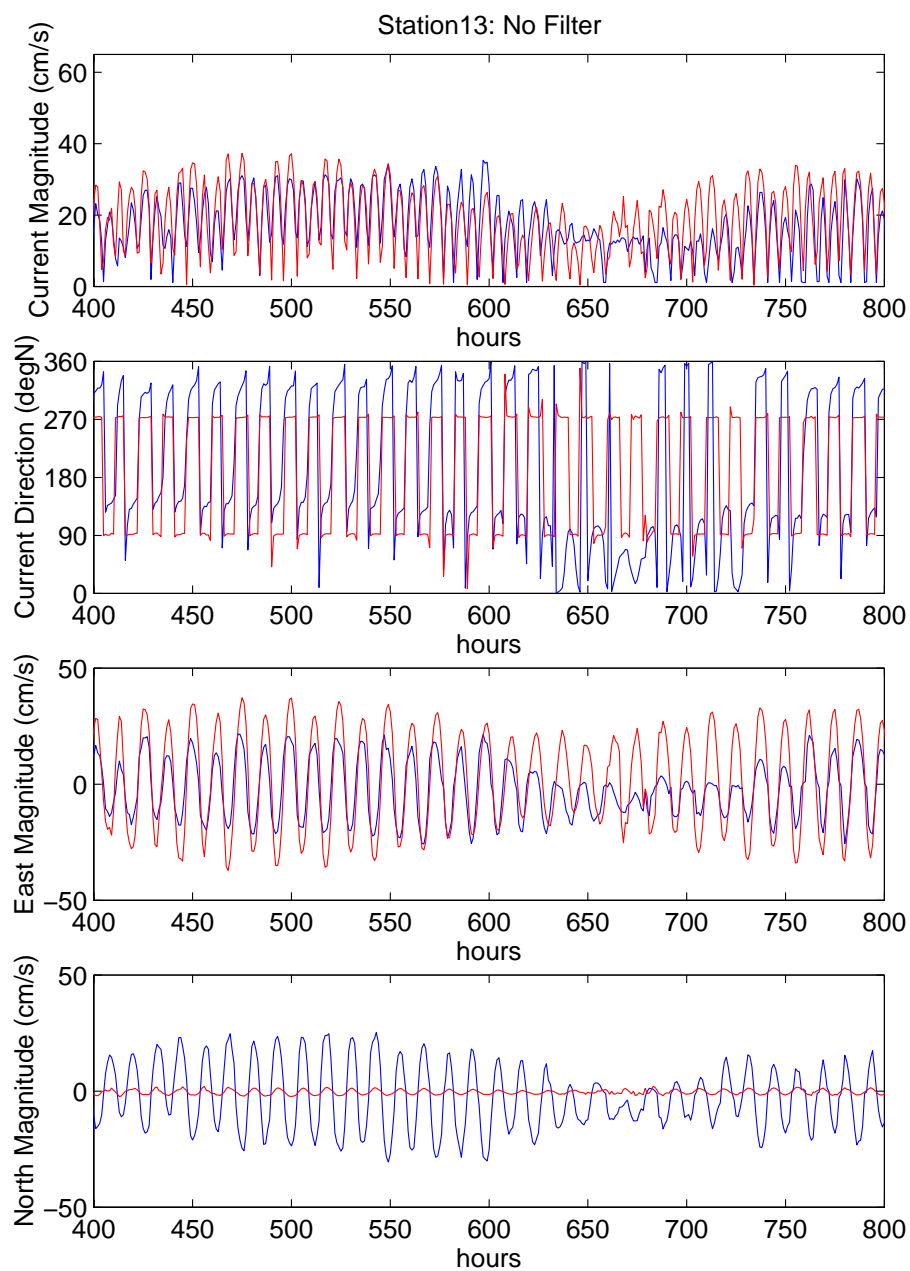 Station13: No Filter
Current Magnitude (cm/s)
60
40
20
0
400 450 500 550 600 650 700 750 800
hours
Current Direction (degN)
360
270
180
90
0
400 450 500 550 600 650 700 750 800
hours
East Magnitude (cm/s)
50
0
−50
400 450 500 550 600 650 700 750 800
hours
North Magnitude (cm/s)
50
0
−50
400 450 500 550 600 650 700 750 800
hours